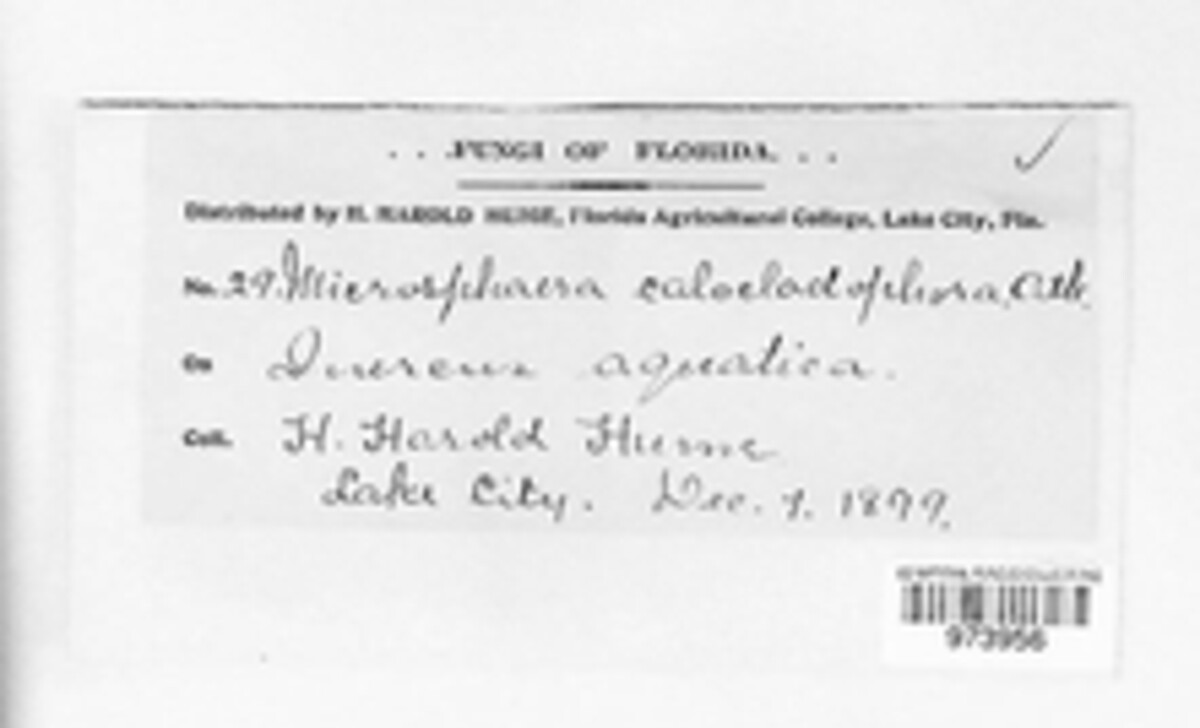 . . .FUNGI OF FLORIDA. . .
Distributed by H. HAROLD HUME, Florida Agricultural College, Lake City, Fla.
No. 29. Microsphaera calocladophora, Atk.
On Quercus aquatica.
Coll. H. Harold Hume
Lake City. Dec. 7. 1899.
973956